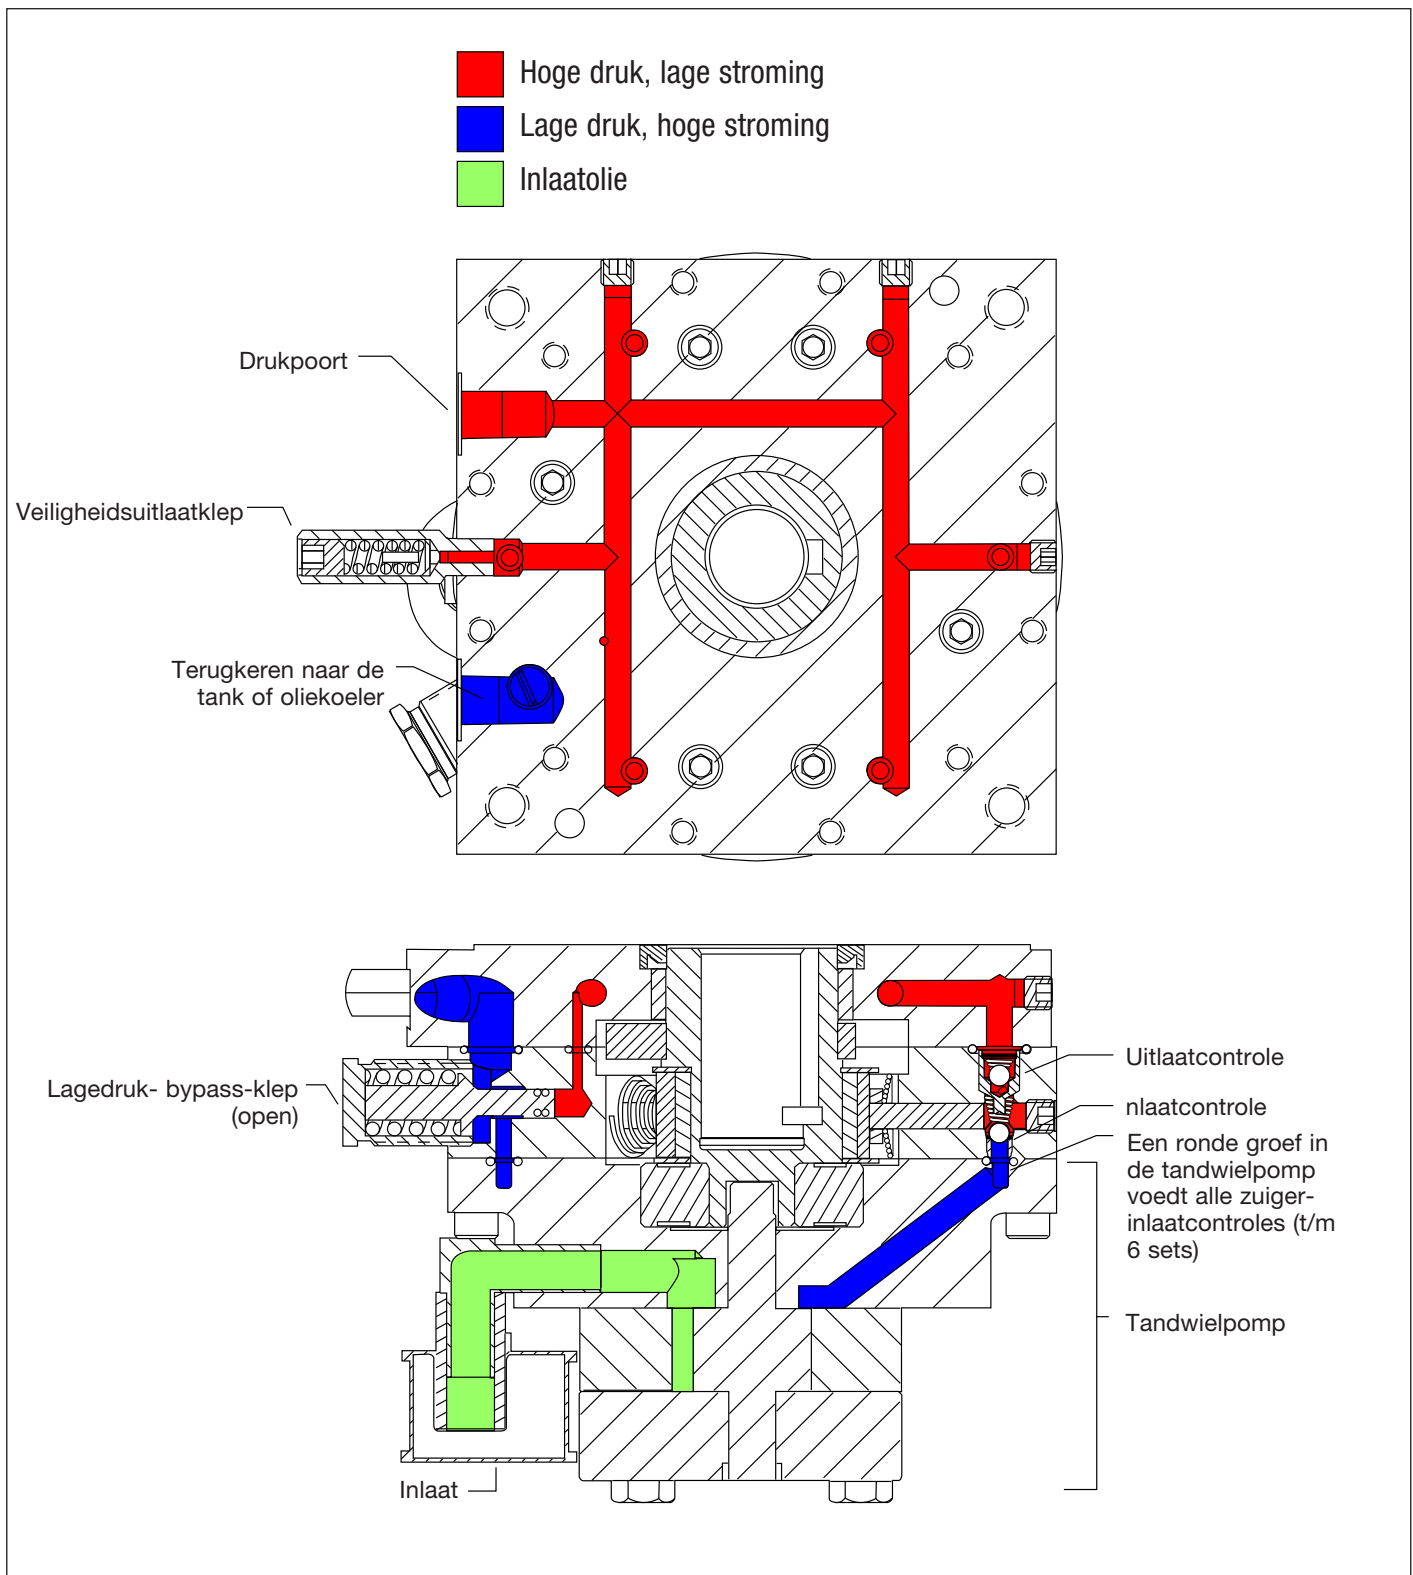 Hoge druk, lage stroming
Lage druk, hoge stroming
Inlaatolie
Drukpoort
Veiligheidsuitlaatklep
Terugkeren naar de
tank of oliekoeler
Lagedruk- bypass-klep
(open)
Uitlaatcontrole
nlaatcontrole
Een ronde groef in
de tandwielpomp
voedt alle zuiger-
inlaatcontroles (t/m
6 sets)
Tandwielpomp
Inlaat